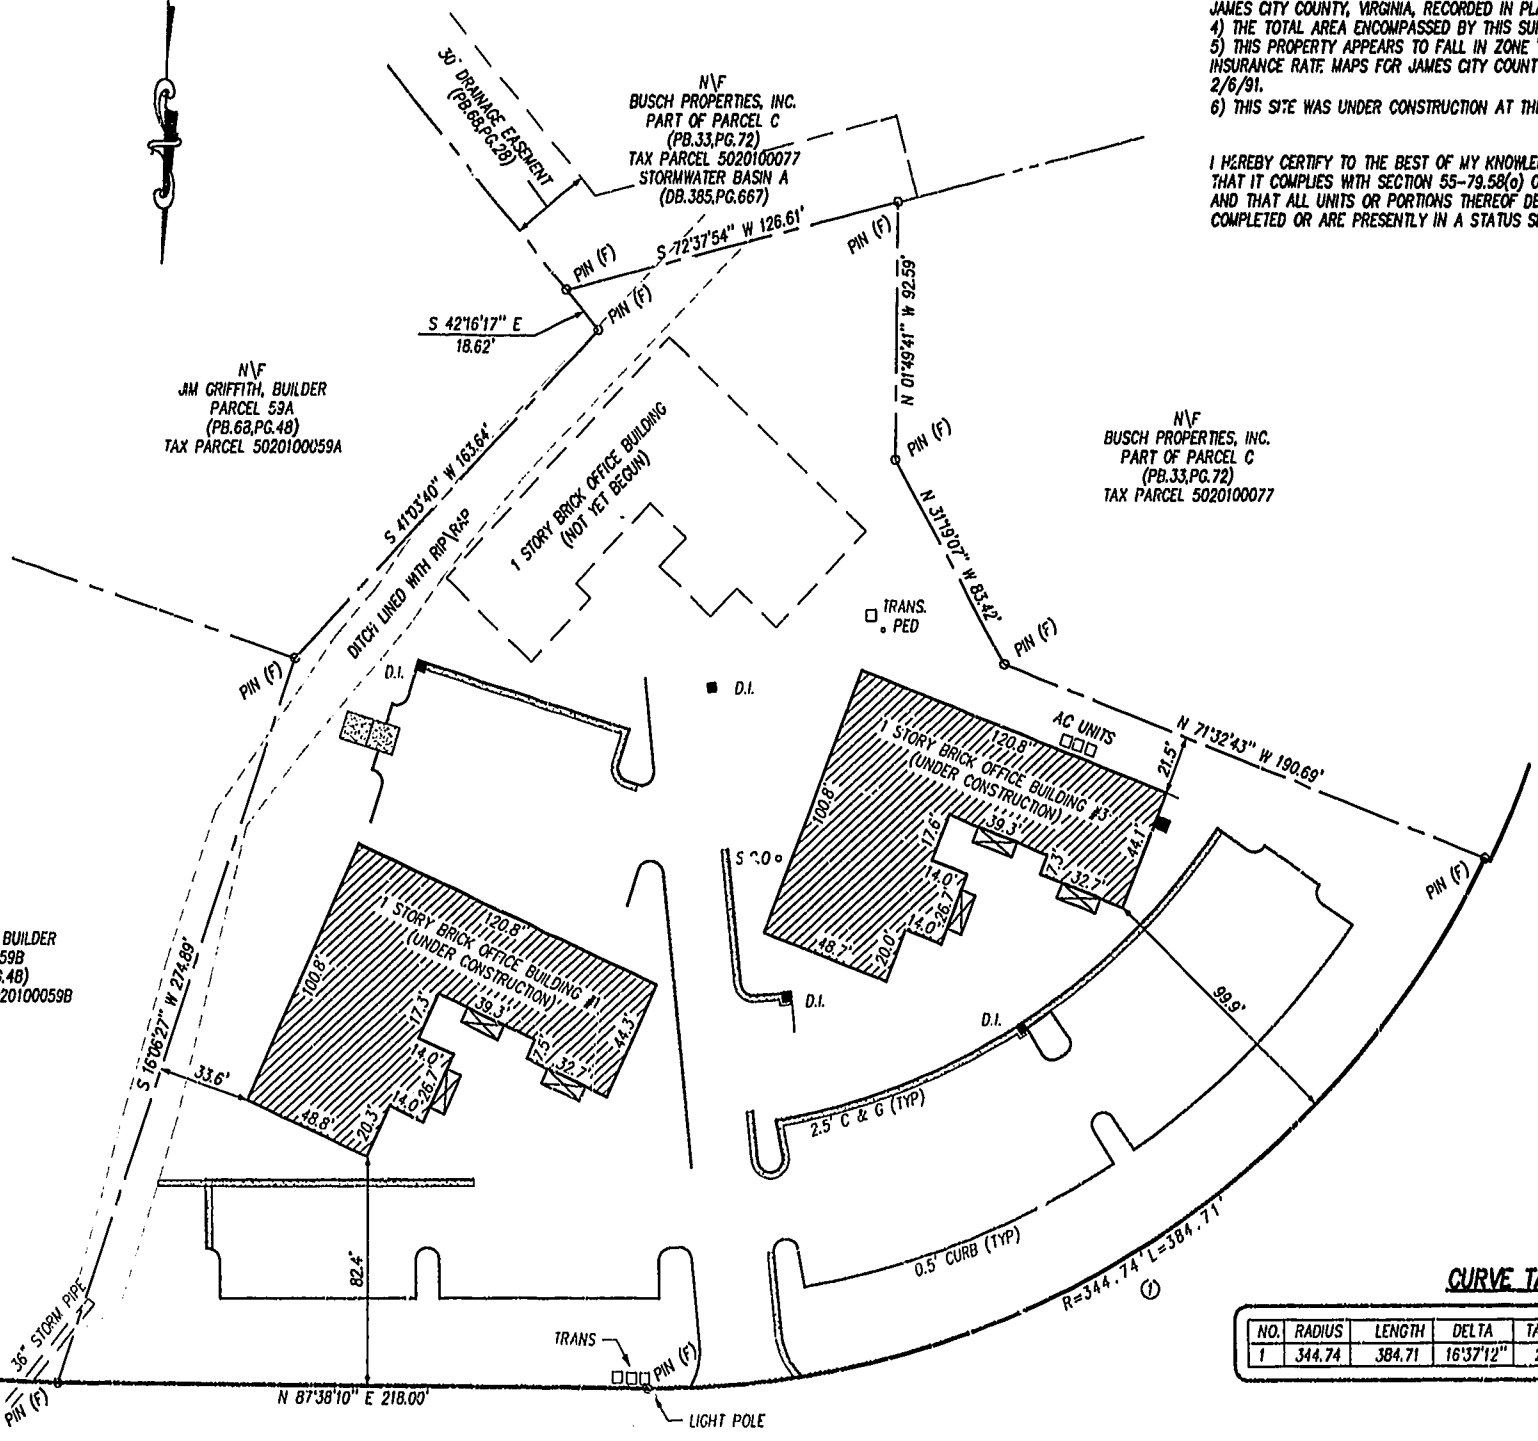 JAMES CITY COUNTY, VIRGINIA, RECORDED IN
4) THE TOTAL AREA ENCOMPASSED BY THIS
5) THIS PROPERTY APPEARS TO FALL IN ZONE
INSURANCE RATE MAPS FOR JAMES CITY
2/6/91.
6) THIS SITE WAS UNDER CONSTRUCTION AT
I HEREBY CERTIFY TO THE BEST OF MY
THAT IT COMPLIES WITH SECTION 55-79.58(a)
AND THAT ALL UNITS OR PORTIONS THEREOF
COMPLETED OR ARE PRESENTLY IN A STATUS
30' DRAINAGE EASEMENT
(PB.68,PG.28)
N\F
BUSCH PROPERTIES, INC.
PART OF PARCEL C
(PB.33,PG.72)
TAX PARCEL 5020100077
STORMWATER BASIN A
(DB.385,PG.667)
S 72°37'54" W 126.61'
PIN (F)
PIN (F)
PIN (F)
S 42°16'17" E
18.62'
N 01°49'41" W 92.59'
N\F
JIM GRIFFITH, BUILDER
PARCEL 59A
(PB.68,PG.48)
TAX PARCEL 5020100059A
S 41°03'40" W 163.64'
DITCH LINED WITH RIP\RAP
1 STORY BRICK OFFICE BUILDING
(NOT YET BEGUN)
PIN (F)
N\F
BUSCH PROPERTIES, INC.
PART OF PARCEL C
(PB.33,PG.72)
TAX PARCEL 5020100077
N 31°19'07" W 83.42'
TRANS.
PED
PIN (F)
PIN (F)
D.I.
D.I.
AC UNITS
N 71°32'43" W 190.69'
21.5'
120.8'
1 STORY BRICK OFFICE BUILDING #3
(UNDER CONSTRUCTION)
100.8'
17.6'
39.3'
44.1'
7.3'
32.7'
14.0'
26.7'
14.0'
48.7'
20.0'
PIN (F)
120.8'
1 STORY BRICK OFFICE BUILDING #1
(UNDER CONSTRUCTION)
100.8'
17.3'
39.3'
44.3'
7.5'
32.7'
14.0'
26.7'
14.0'
48.8'
20.3'
BUILDER
59B
.48)
20100059B
S 16°06'27" W 274.89'
33.6'
D.I.
D.I.
99.9'
2.5' C & G (TYP)
0.5' CURB (TYP)
82.4'
R=344.74' L=384.71'
1
36" STORM PIPE
PIN (F)
N 87°38'10" E 218.00'
TRANS
PIN (F)
LIGHT POLE
CURVE
NO. RADIUS LENGTH DELTA
1 344.74 384.71 16°37'12"